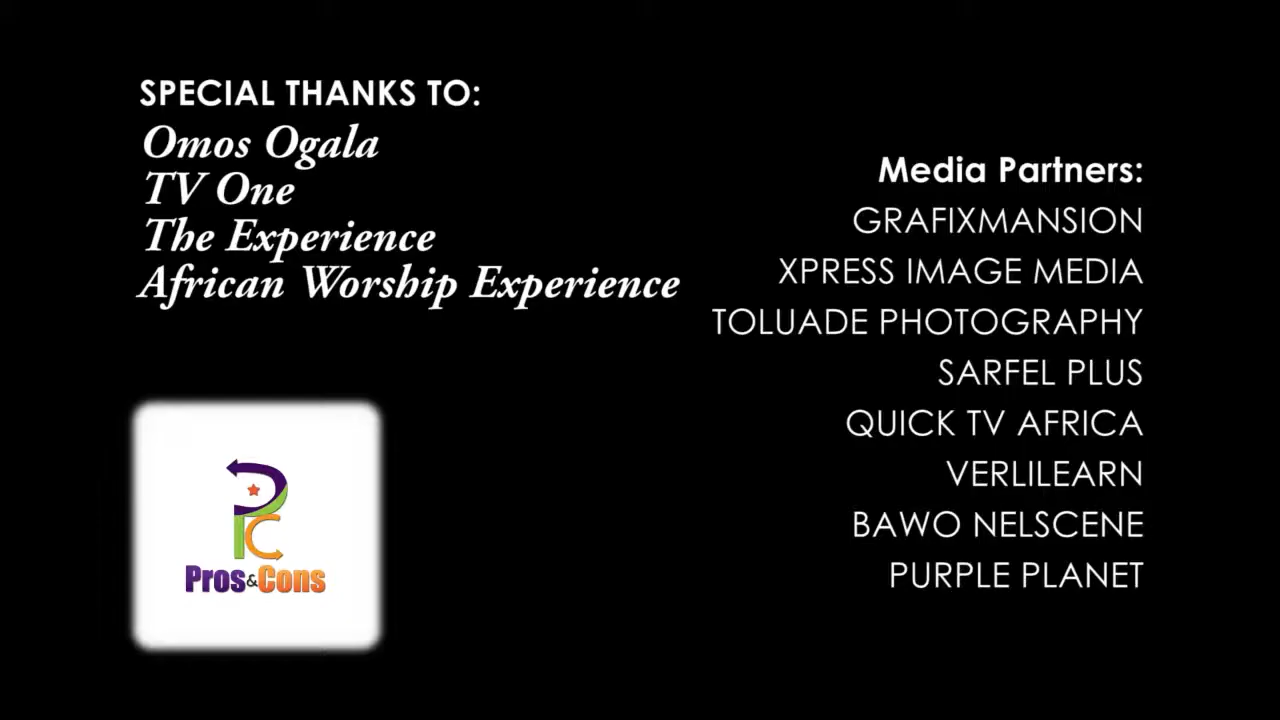 SPECIAL THANKS TO:
Omos Ogala
TV One
The Experience
African Worship Experience
Media Partners:
GRAFIXMANSION
XPRESS IMAGE MEDIA
TOLUADE PHOTOGRAPHY
SARFEL PLUS
QUICK TV AFRICA
VERLILEARN
BAWO NELSCENE
PURPLE PLANET
PC
Pros&Cons